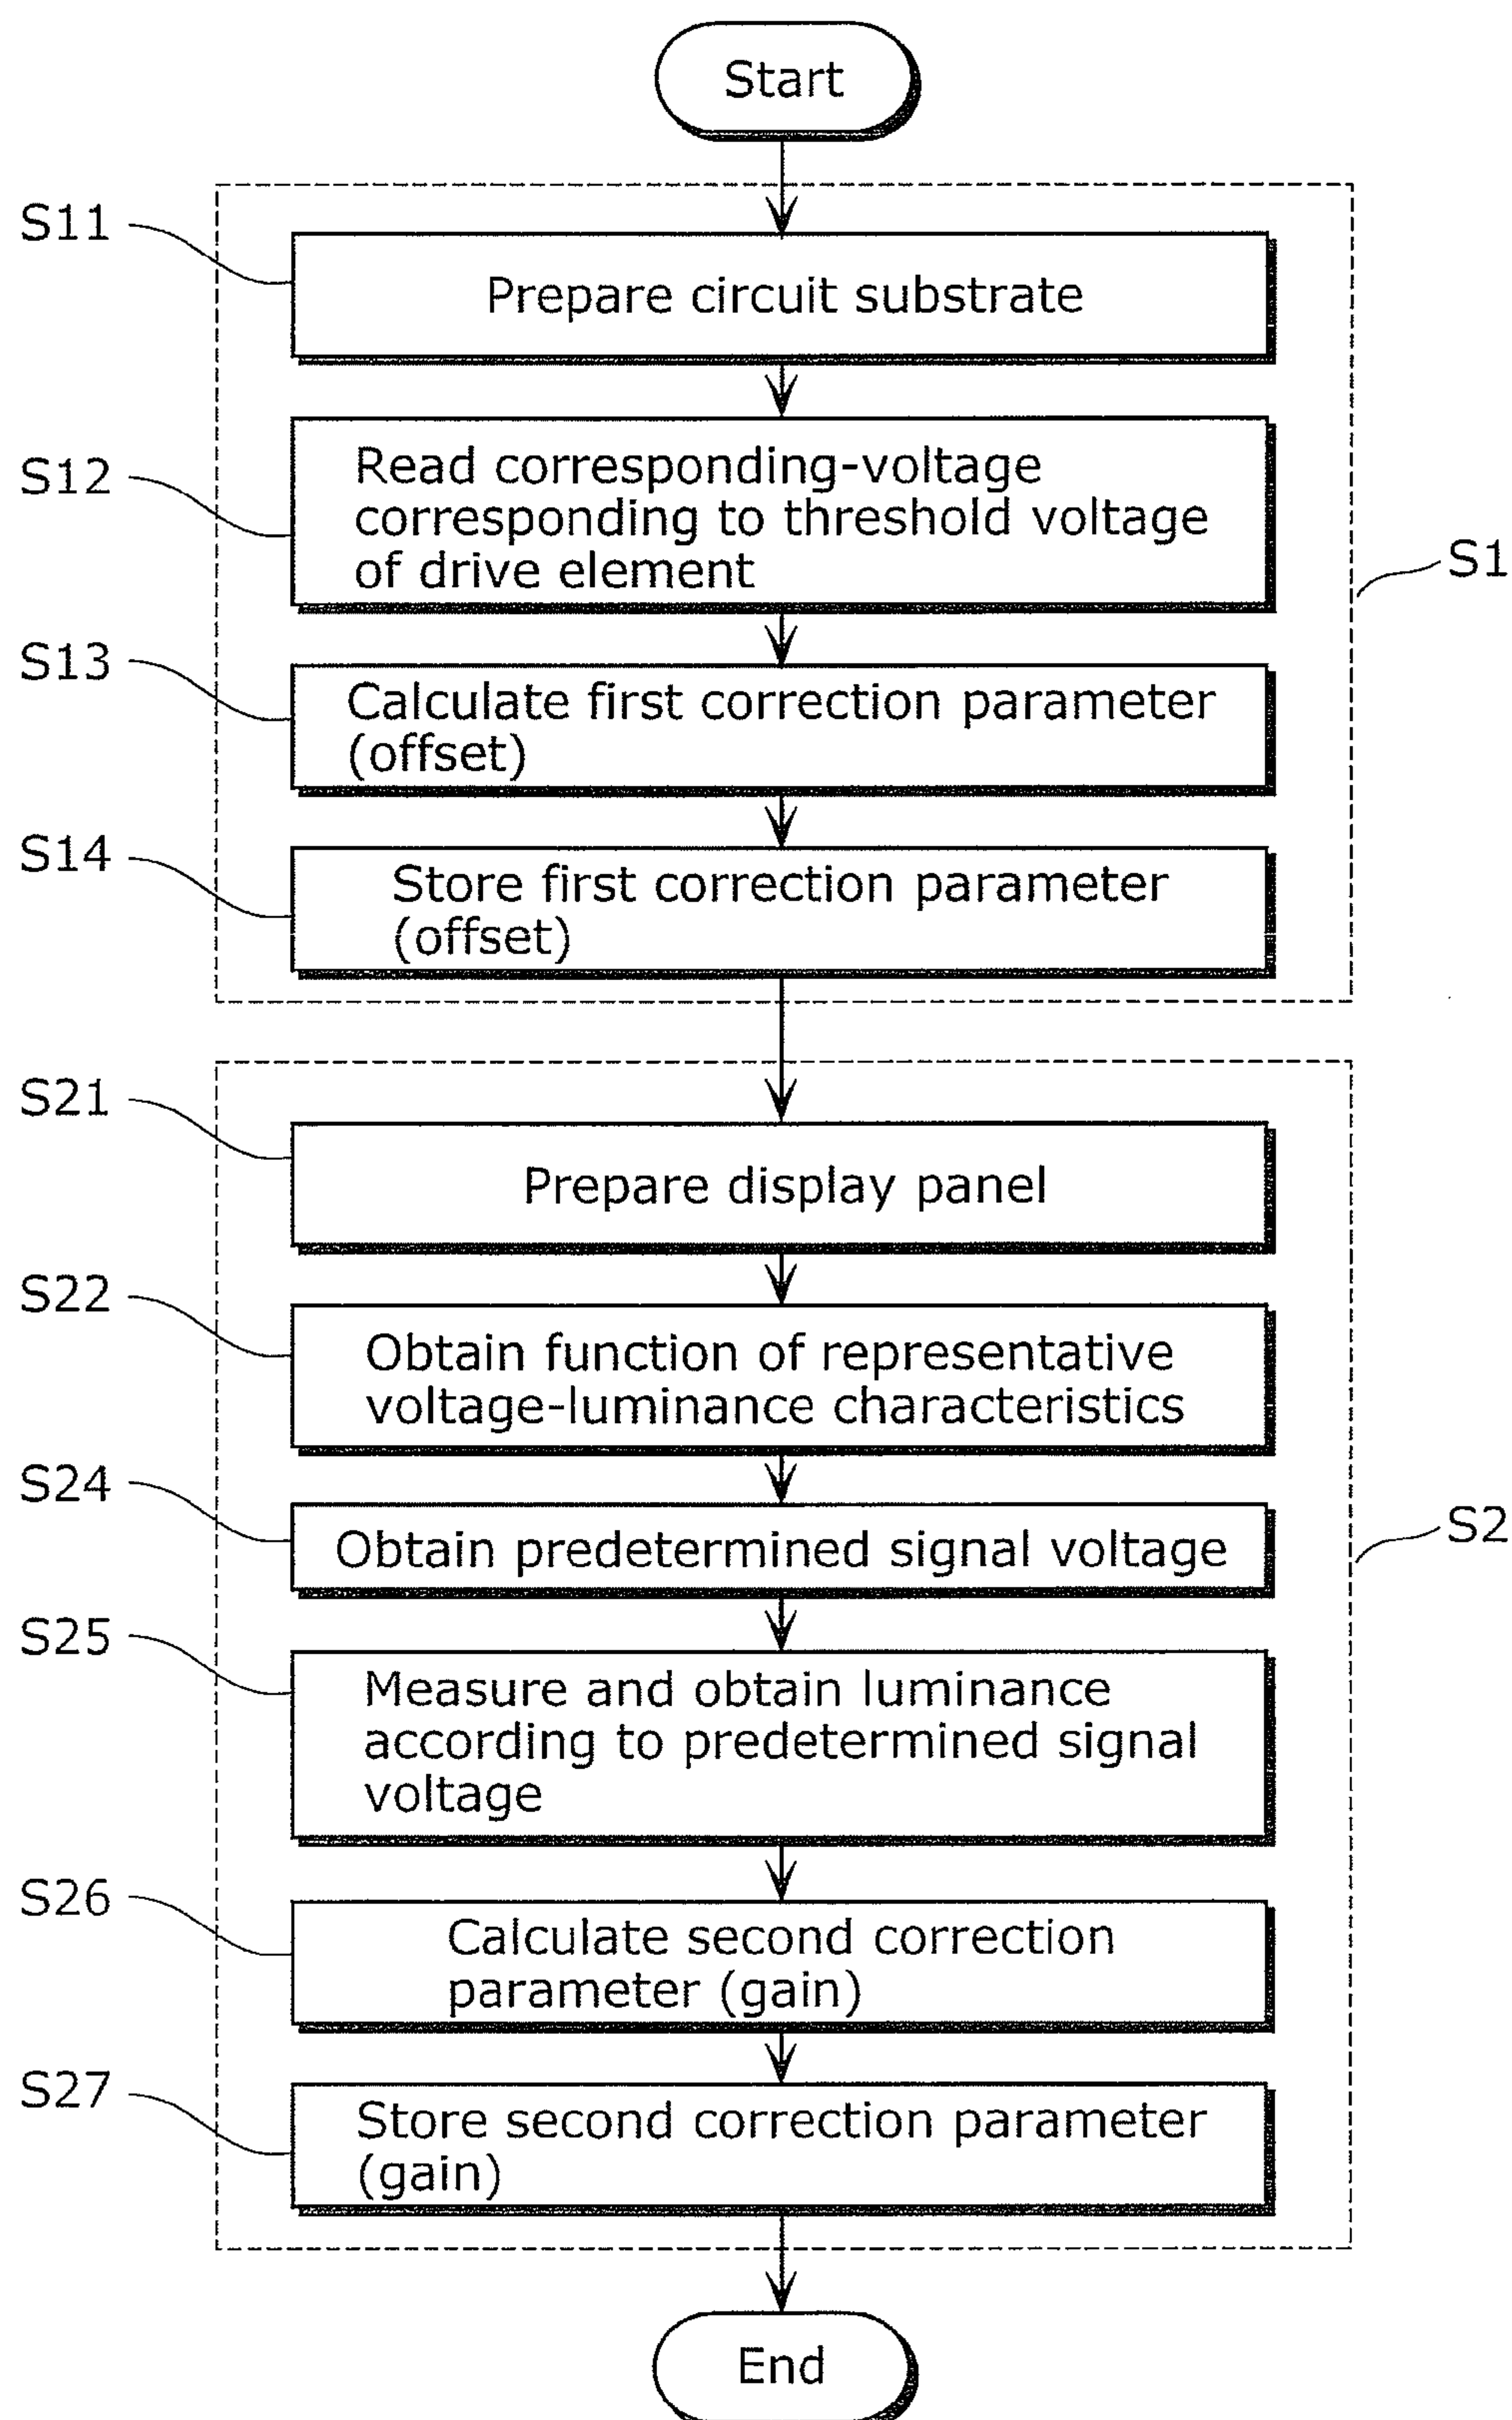 Start
S11
Prepare circuit substrate
S12
Read corresponding-voltage
corresponding to threshold voltage
of drive element
S1
S13
Calculate first correction parameter
(offset)
S14
Store first correction parameter
(offset)
S21
Prepare display panel
S22
Obtain function of representative
voltage-luminance characteristics
S24
Obtain predetermined signal voltage
S2
S25
Measure and obtain luminance
according to predetermined signal
voltage
S26
Calculate second correction
parameter (gain)
S27
Store second correction parameter
(gain)
End